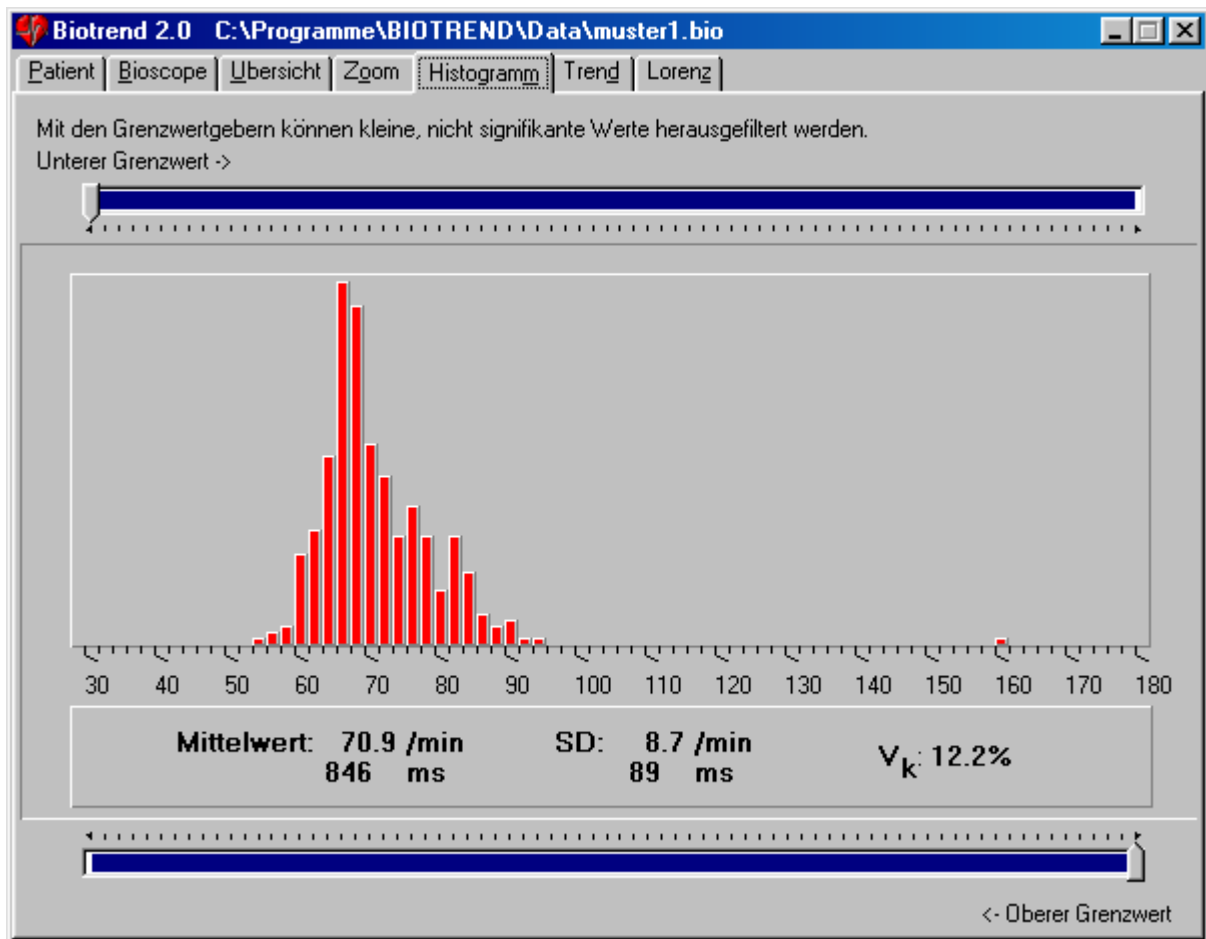 Biotrend 2.0 C:\Programme\BIOTREND\Data\muster1.bio
Patient Bioscope Übersicht Zoom Histogramm Trend Lorenz
Mit den Grenzwertgebern können kleine, nicht signifikante Werte herausgefiltert werden.
Unterer Grenzwert ->
30 40 50 60 70 80 90 100 110 120 130 140 150 160 170 180
Mittelwert: 70.9 /min SD: 8.7 /min Vk: 12.2%
846 ms 89 ms
<- Oberer Grenzwert